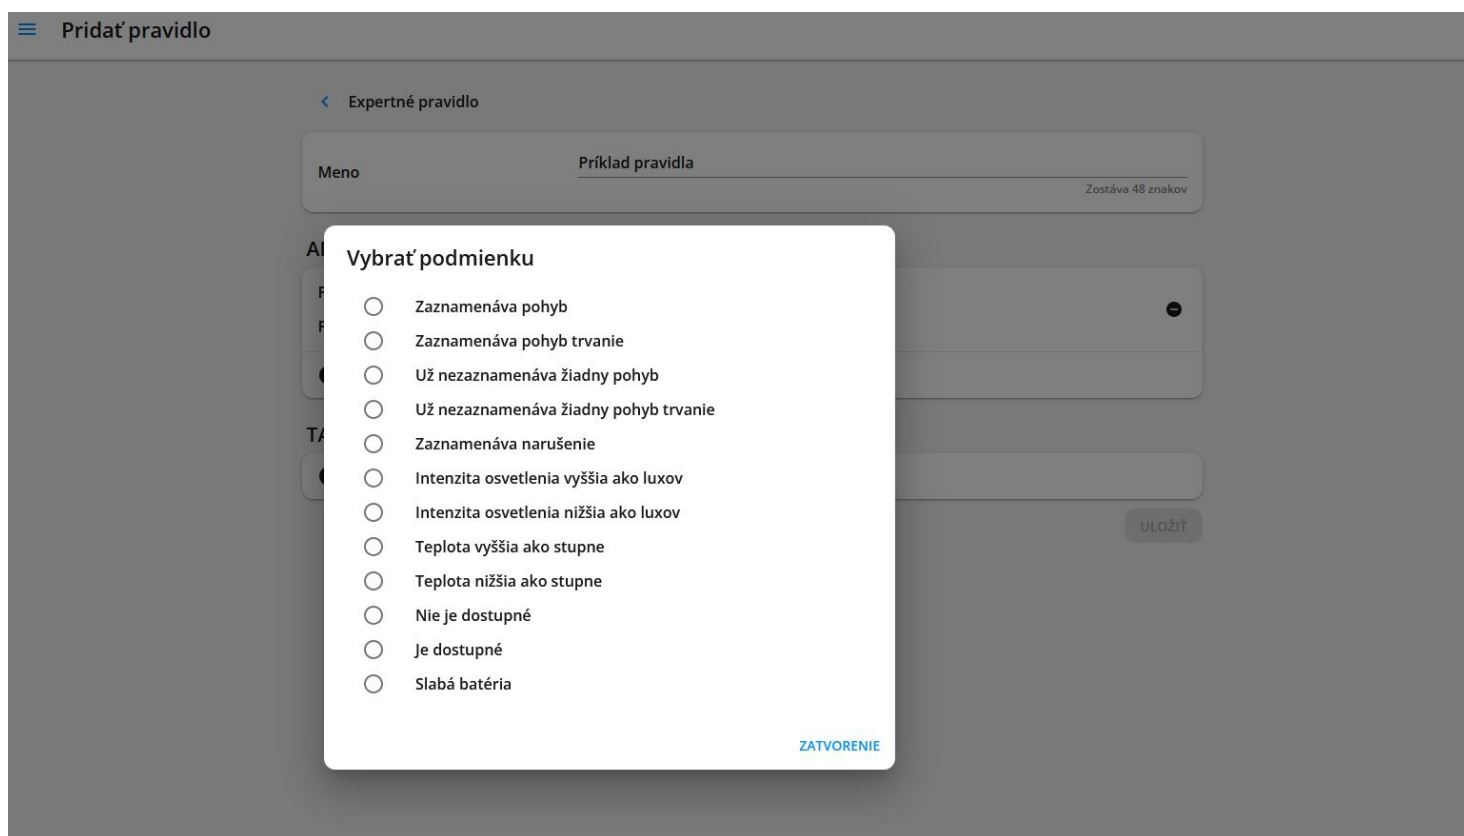 Pridať pravidlo
Expertné pravidlo
Meno
Príklad pravidla
Zostáva 48 znakov
Vybrať podmienku
Zaznamenáva pohyb
Zaznamenáva pohyb trvanie
Už nezaznamenáva žiadny pohyb
Už nezaznamenáva žiadny pohyb trvanie
Zaznamenáva narušenie
Intenzita osvetlenia vyššia ako luxov
Intenzita osvetlenia nižšia ako luxov
Teplota vyššia ako stupne
Teplota nižšia ako stupne
Nie je dostupné
Je dostupné
Slabá batéria
ZATVORENIE
ULOŽIŤ